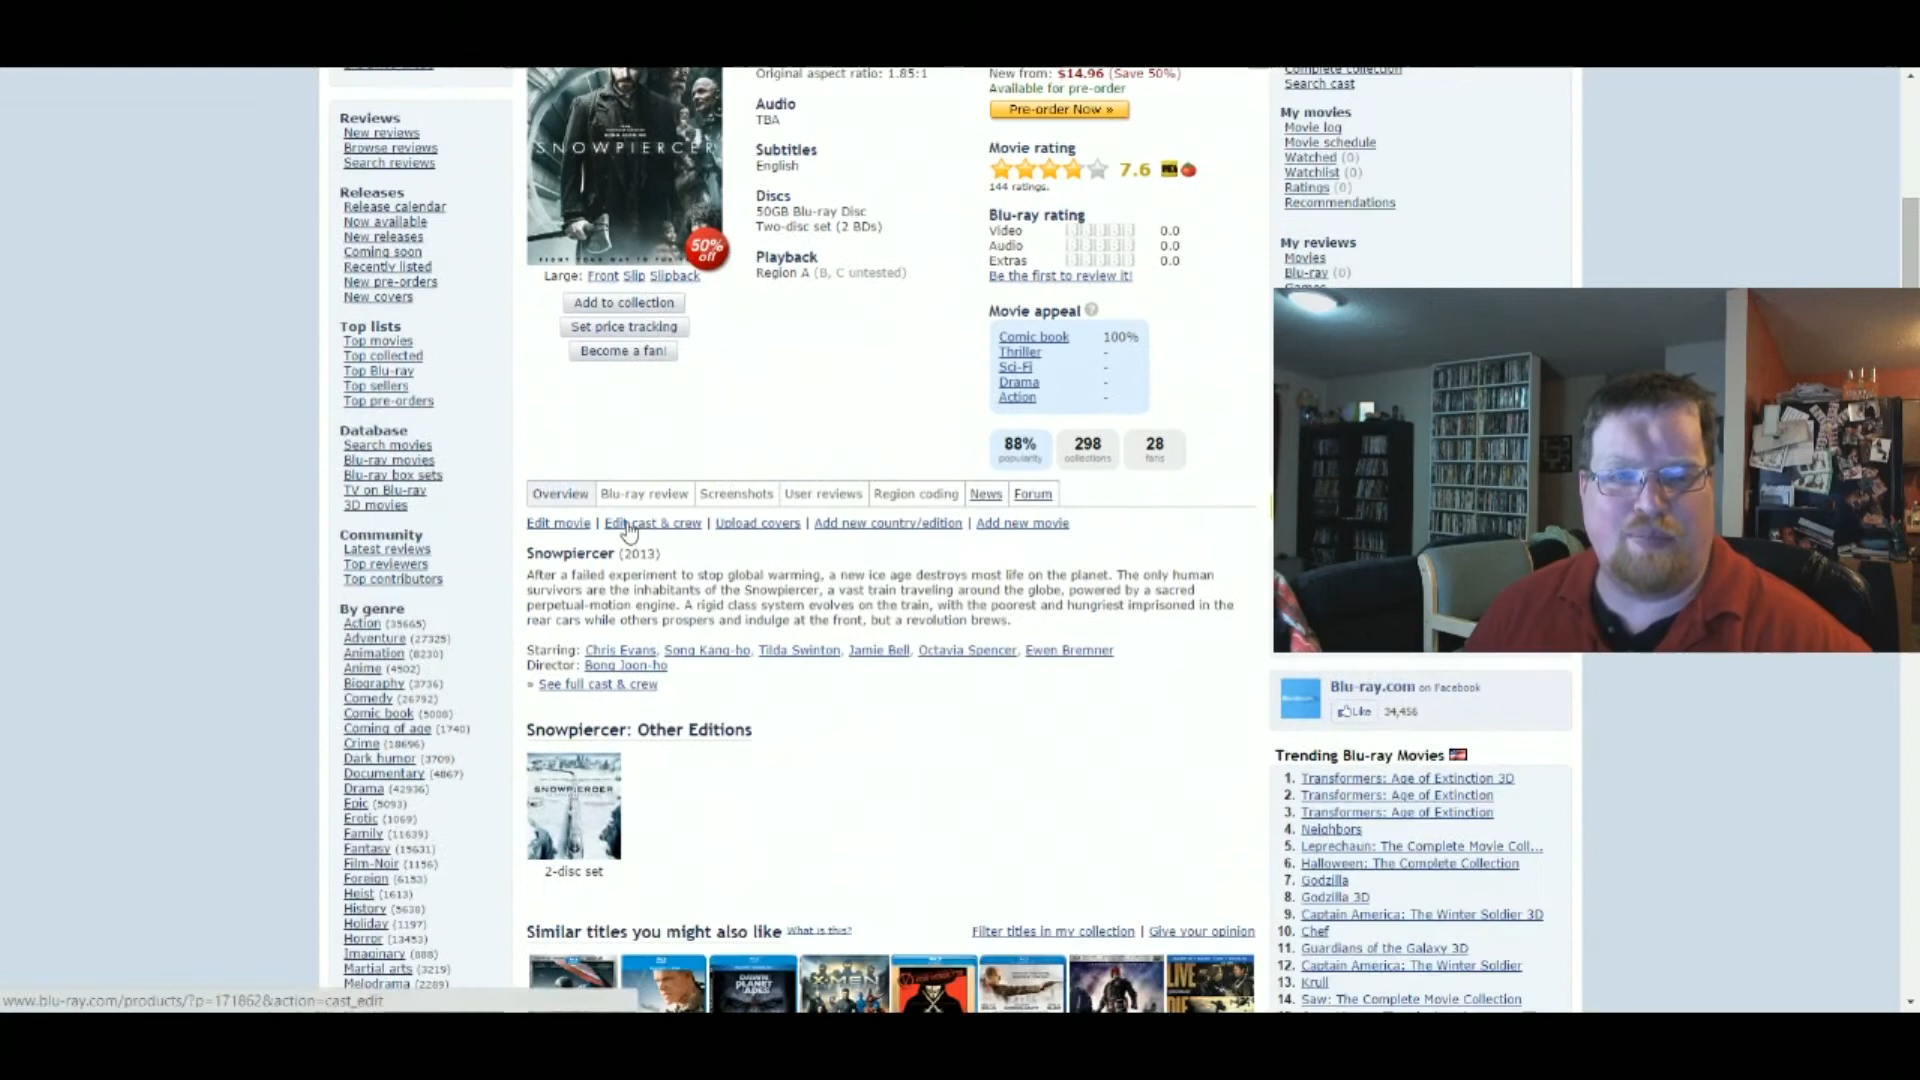 Reviews
New reviews
Browse reviews
Search reviews
Releases
Release calendar
Now available
New releases
Coming soon
Recently listed
New pre-orders
New covers
Top lists
Top movies
Top collected
Top Blu-ray
Top sellers
Top pre-orders
Database
Search movies
Blu-ray movies
Blu-ray box sets
TV on Blu-ray
3D movies
Community
Latest reviews
Top reviewers
Top contributors
By genre
Action (35665)
Adventure (27325)
Animation (8230)
Anime (4502)
Biography (3736)
Comedy (26792)
Comic book (5008)
Coming of age (1740)
Crime (18696)
Dark humor (3709)
Documentary (4867)
Drama (42936)
Epic (5093)
Erotic (1069)
Family (11639)
Fantasy (15631)
Film-Noir (1156)
Foreign (6153)
Heist (1613)
History (5638)
Holiday (1197)
Horror (13453)
Imaginary (888)
Martial arts (3219)
Melodrama (2289)
www.blu-ray.com/products/?p=171862&action=cast_edit
SNOWPIERCER
50% off
Large: Front Slip Slipback
Add to collection
Set price tracking
Become a fan!
Original aspect ratio: 1.85:1
Audio
TBA
Subtitles
English
Discs
50GB Blu-ray Disc
Two-disc set (2 BDs)
Playback
Region A (B, C untested)
New from: $14.96 (Save 50%)
Available for pre-order
Pre-order Now »
Movie rating
7.6
144 ratings.
Blu-ray rating
Video 0.0
Audio 0.0
Extras 0.0
Be the first to review it!
Movie appeal ?
Comic book 100%
Thriller -
Sci-Fi -
Drama -
Action -
88% popularity
298 collections
28 fans
Overview Blu-ray review Screenshots User reviews Region coding News Forum
Edit movie | Edit cast & crew | Upload covers | Add new country/edition | Add new movie
Snowpiercer (2013)
After a failed experiment to stop global warming, a new ice age destroys most life on the planet. The only human
survivors are the inhabitants of the Snowpiercer, a vast train traveling around the globe, powered by a sacred
perpetual-motion engine. A rigid class system evolves on the train, with the poorest and hungriest imprisoned in the
rear cars while others prospers and indulge at the front, but a revolution brews.
Starring: Chris Evans, Song Kang-ho, Tilda Swinton, Jamie Bell, Octavia Spencer, Ewen Bremner
Director: Bong Joon-ho
» See full cast & crew
Snowpiercer: Other Editions
SNOWPIERCER
2-disc set
Similar titles you might also like What is this?
Filter titles in my collection | Give your opinion
DAWN PLANET APES
X-MEN
LIVE DIE
Complete collection
Search cast
My movies
Movie log
Movie schedule
Watched (0)
Watchlist (0)
Ratings (0)
Recommendations
My reviews
Movies
Blu-ray (0)
Blu-ray.com on Facebook
Like 34,456
Trending Blu-ray Movies
1. Transformers: Age of Extinction 3D
2. Transformers: Age of Extinction
3. Transformers: Age of Extinction
4. Neighbors
5. Leprechaun: The Complete Movie Coll...
6. Halloween: The Complete Collection
7. Godzilla
8. Godzilla 3D
9. Captain America: The Winter Soldier 3D
10. Chef
11. Guardians of the Galaxy 3D
12. Captain America: The Winter Soldier
13. Krull
14. Saw: The Complete Movie Collection